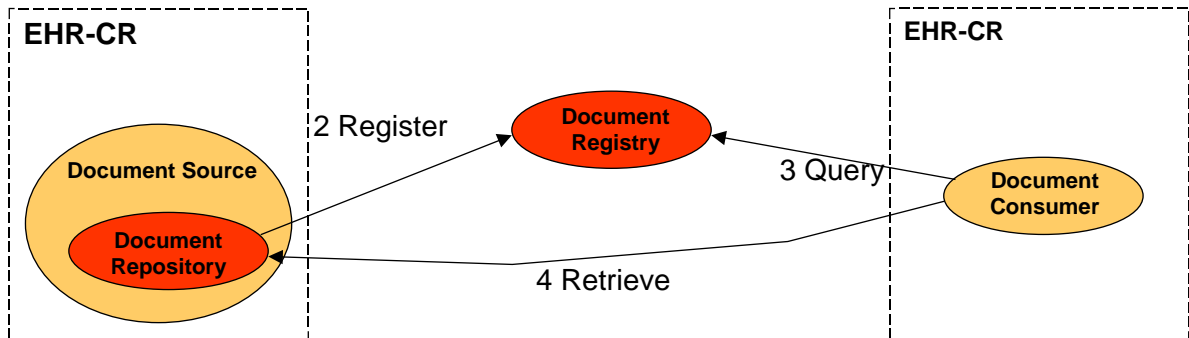 EHR-CR
EHR-CR
2 Register
Document
Registry
Document Source
3 Query
Document
Consumer
Document
Repository
4 Retrieve